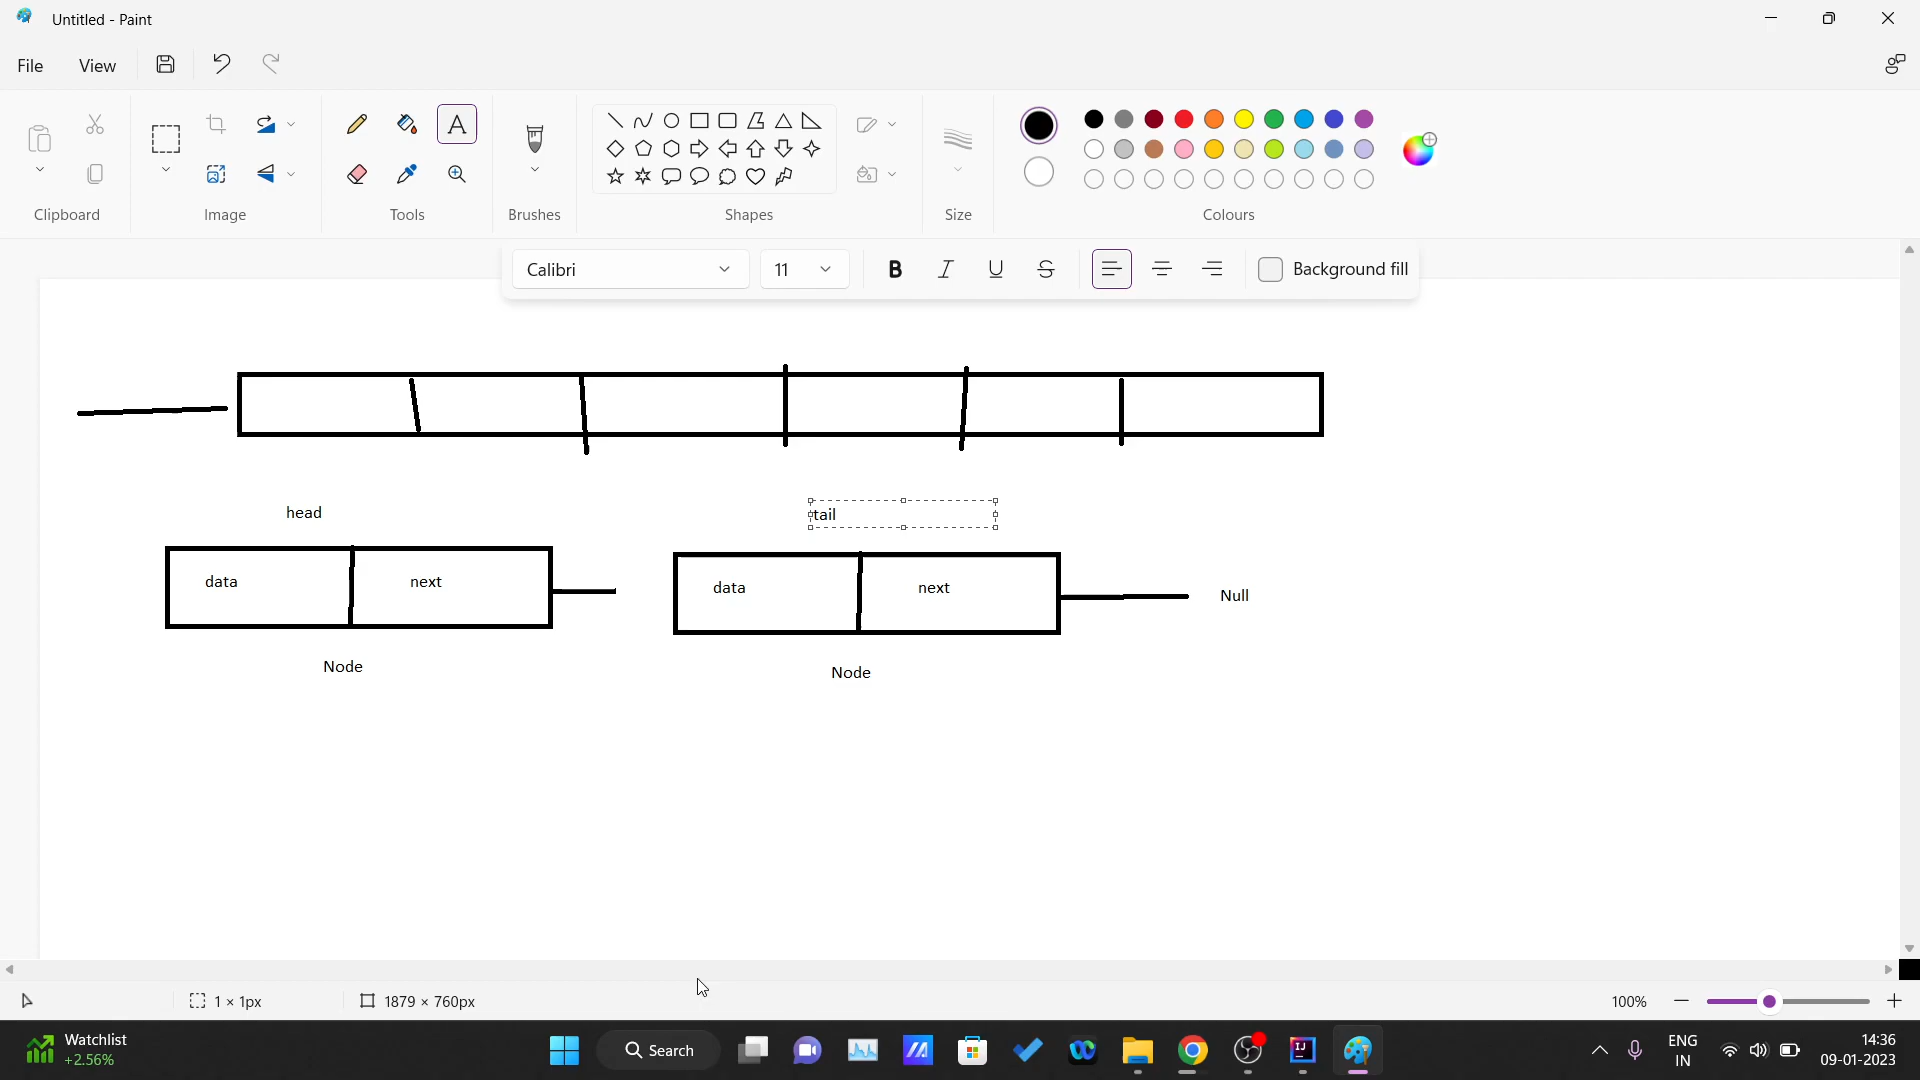 Untitled - Paint
File View
Clipboard Image Tools Brushes Shapes Size Colours
A
Calibri 11 B I U S Background fill
head tail
data next data next Null
Node Node
1 × 1px 1879 × 760px 100%
Watchlist
+2.56%
Search
ENG
IN
14:36
09-01-2023